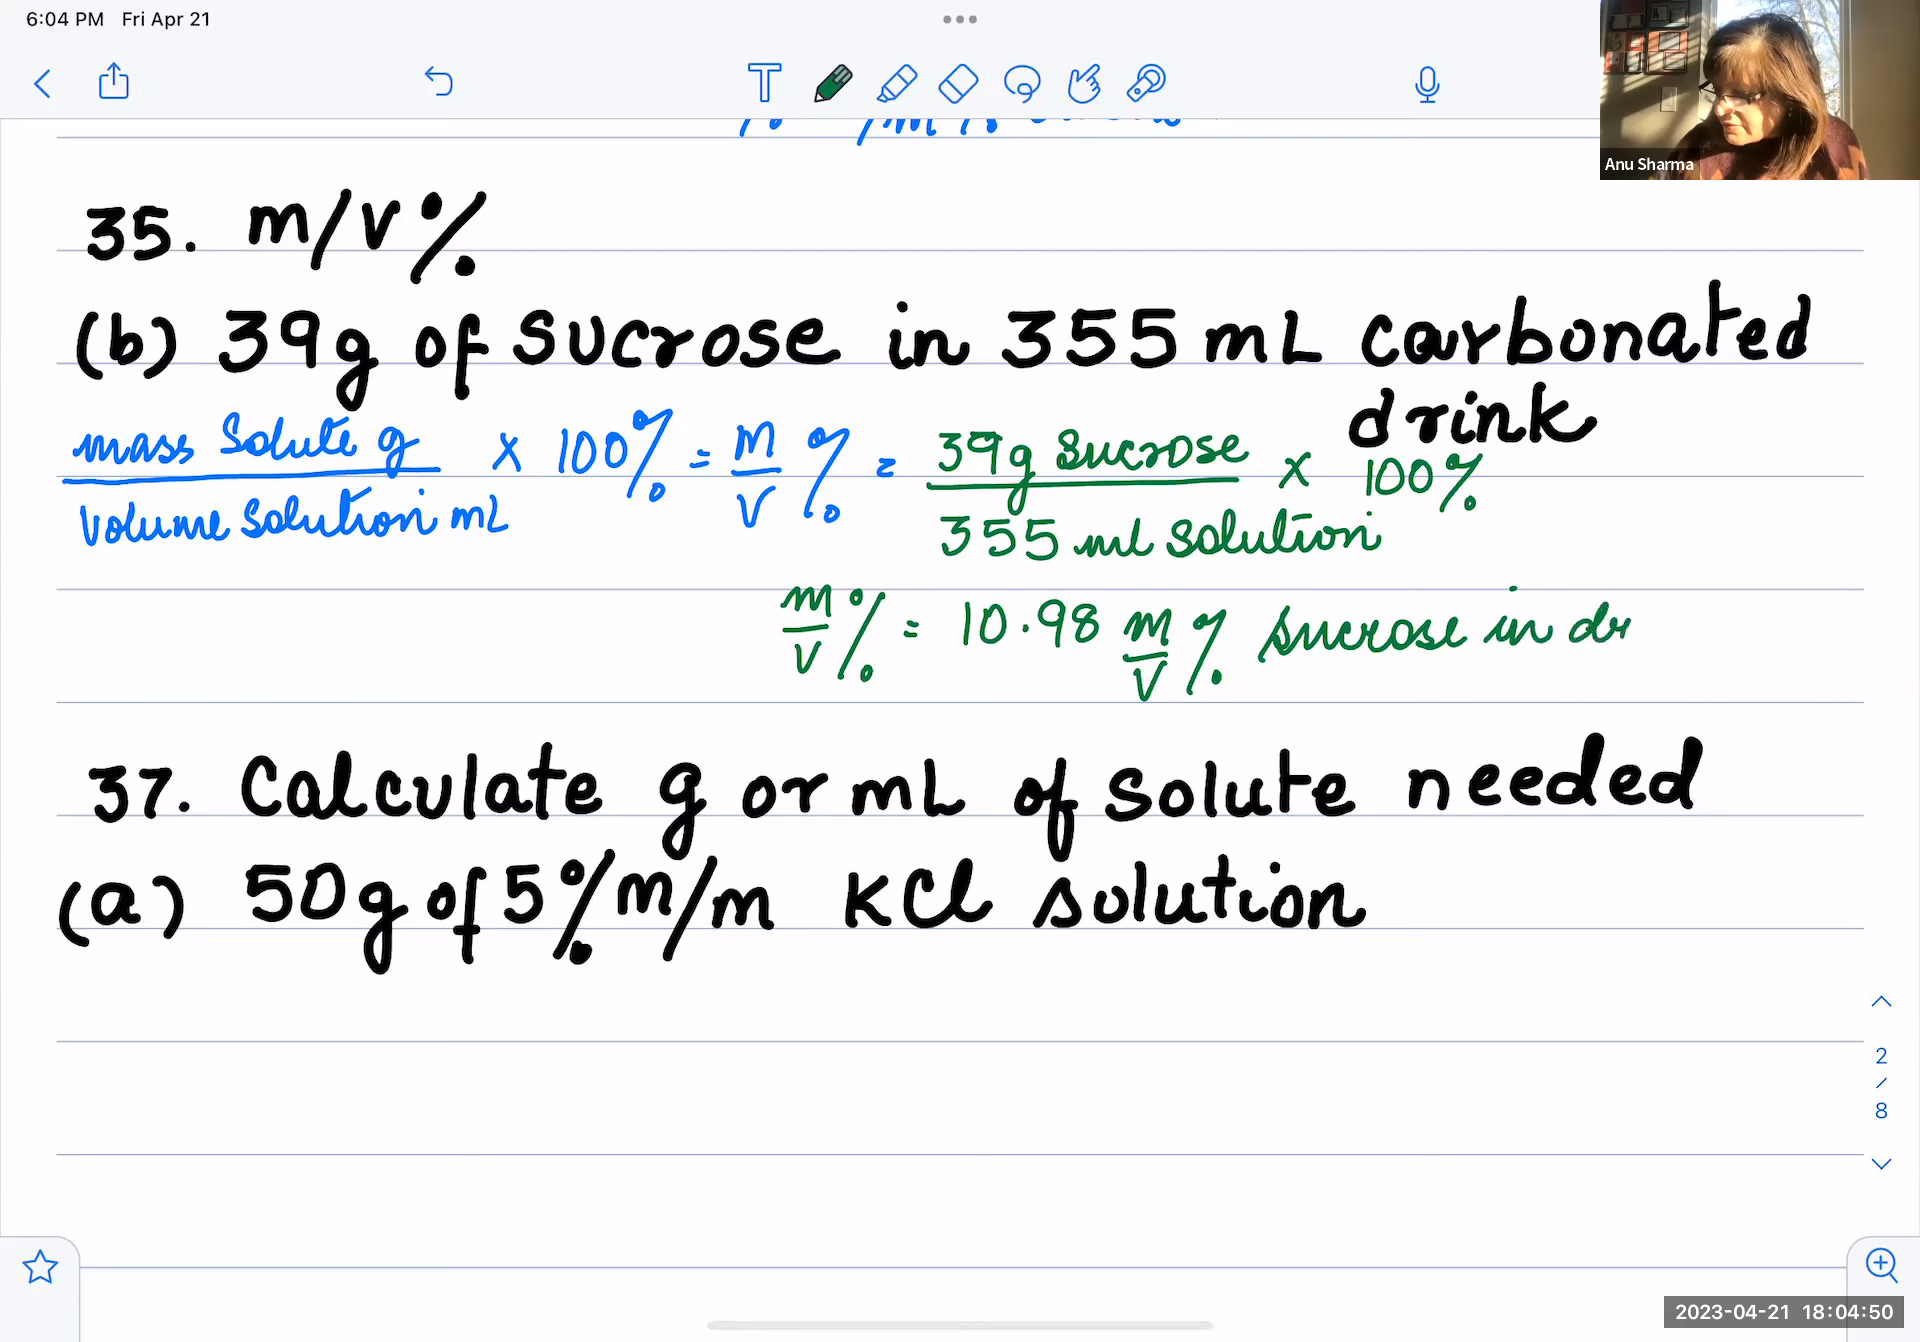 6:04 PM Fri Apr 21
Anu Sharma
35. m/v %
(b) 39g of sucrose in 355 mL carbonated
drink
mass solute g / volume solution mL × 100% = m/v % = 39g sucrose / 355 ml solution × 100%
m/v % = 10.98 m/v % sucrose in dr
37. Calculate g or mL of solute needed
(a) 50g of 5% m/m KCl solution
2
/
8
2023-04-21 18:04:50